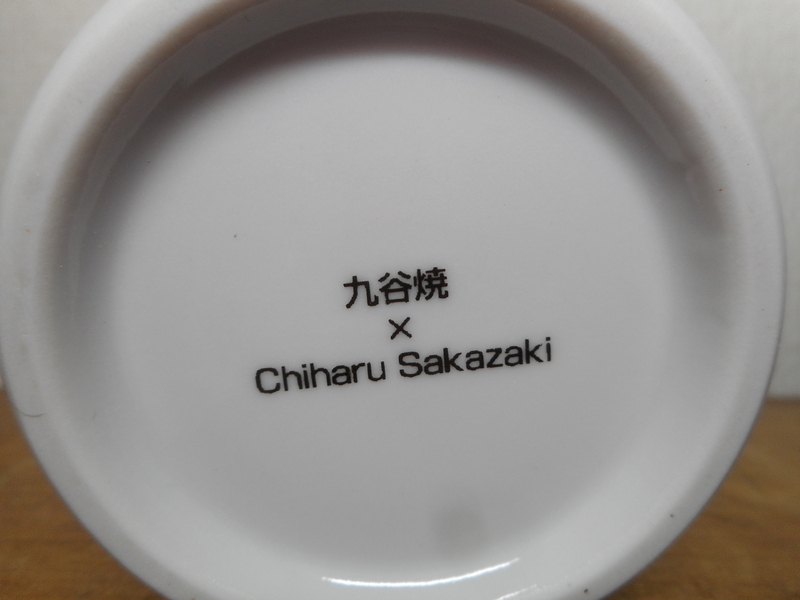 九谷焼
×
Chiharu Sakazaki